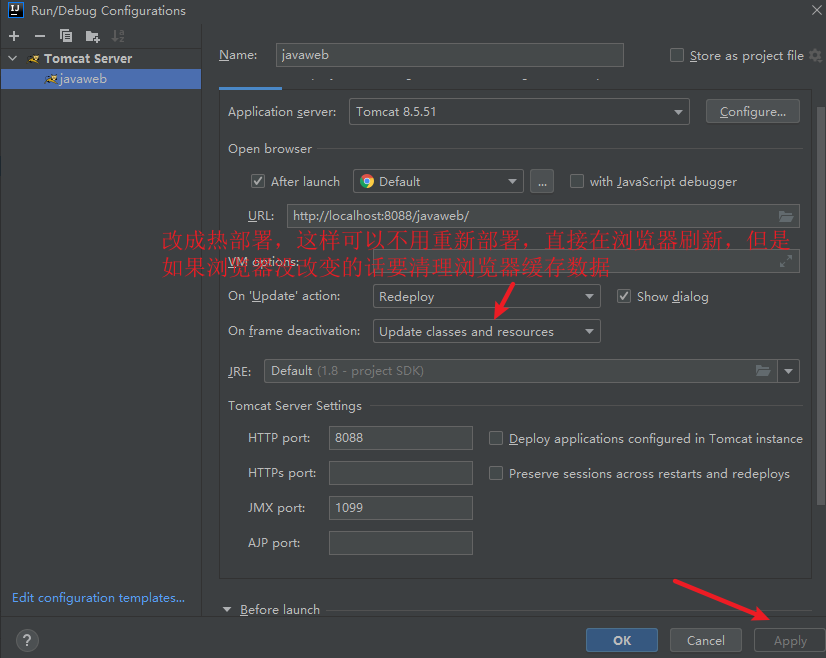 Run/Debug Configurations
Tomcat Server
javaweb
Name: javaweb
Store as project file
Application server: Tomcat 8.5.51 Configure...
Open browser
After launch Default ... with JavaScript debugger
URL: http://localhost:8088/javaweb/
改成热部署，这样可以不用重新部署，直接在浏览器刷新，但是
如果浏览器没改变的话要清理浏览器缓存数据
VM options:
On 'Update' action: Redeploy Show dialog
On frame deactivation: Update classes and resources
JRE: Default (1.8 - project SDK)
Tomcat Server Settings
HTTP port: 8088 Deploy applications configured in Tomcat instance
HTTPs port: Preserve sessions across restarts and redeploys
JMX port: 1099
AJP port:
Edit configuration templates...
Before launch
? OK Cancel Apply